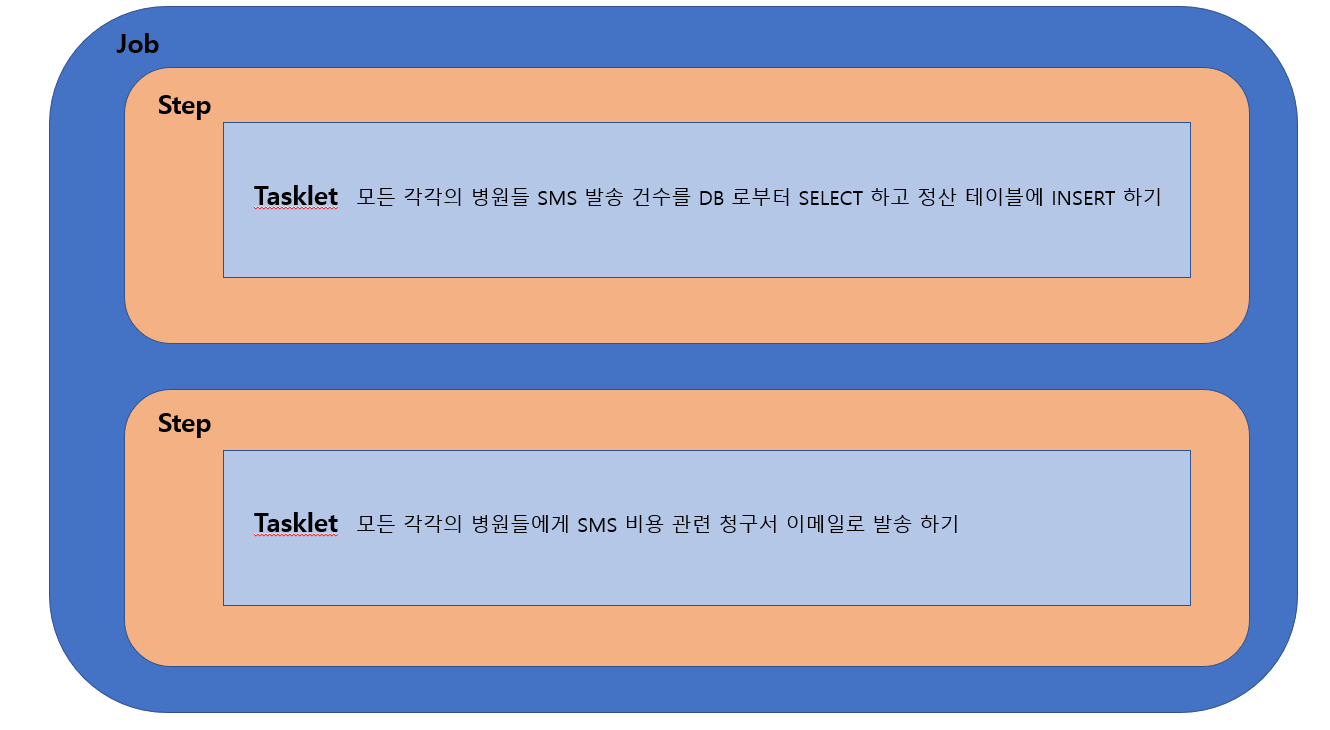 Job
Step
Tasklet 모든 각각의 병원들 SMS 발송 건수를 DB 로부터 SELECT 하고 정산 테이블에 INSERT 하기
Step
Tasklet 모든 각각의 병원들에게 SMS 비용 관련 청구서 이메일로 발송 하기